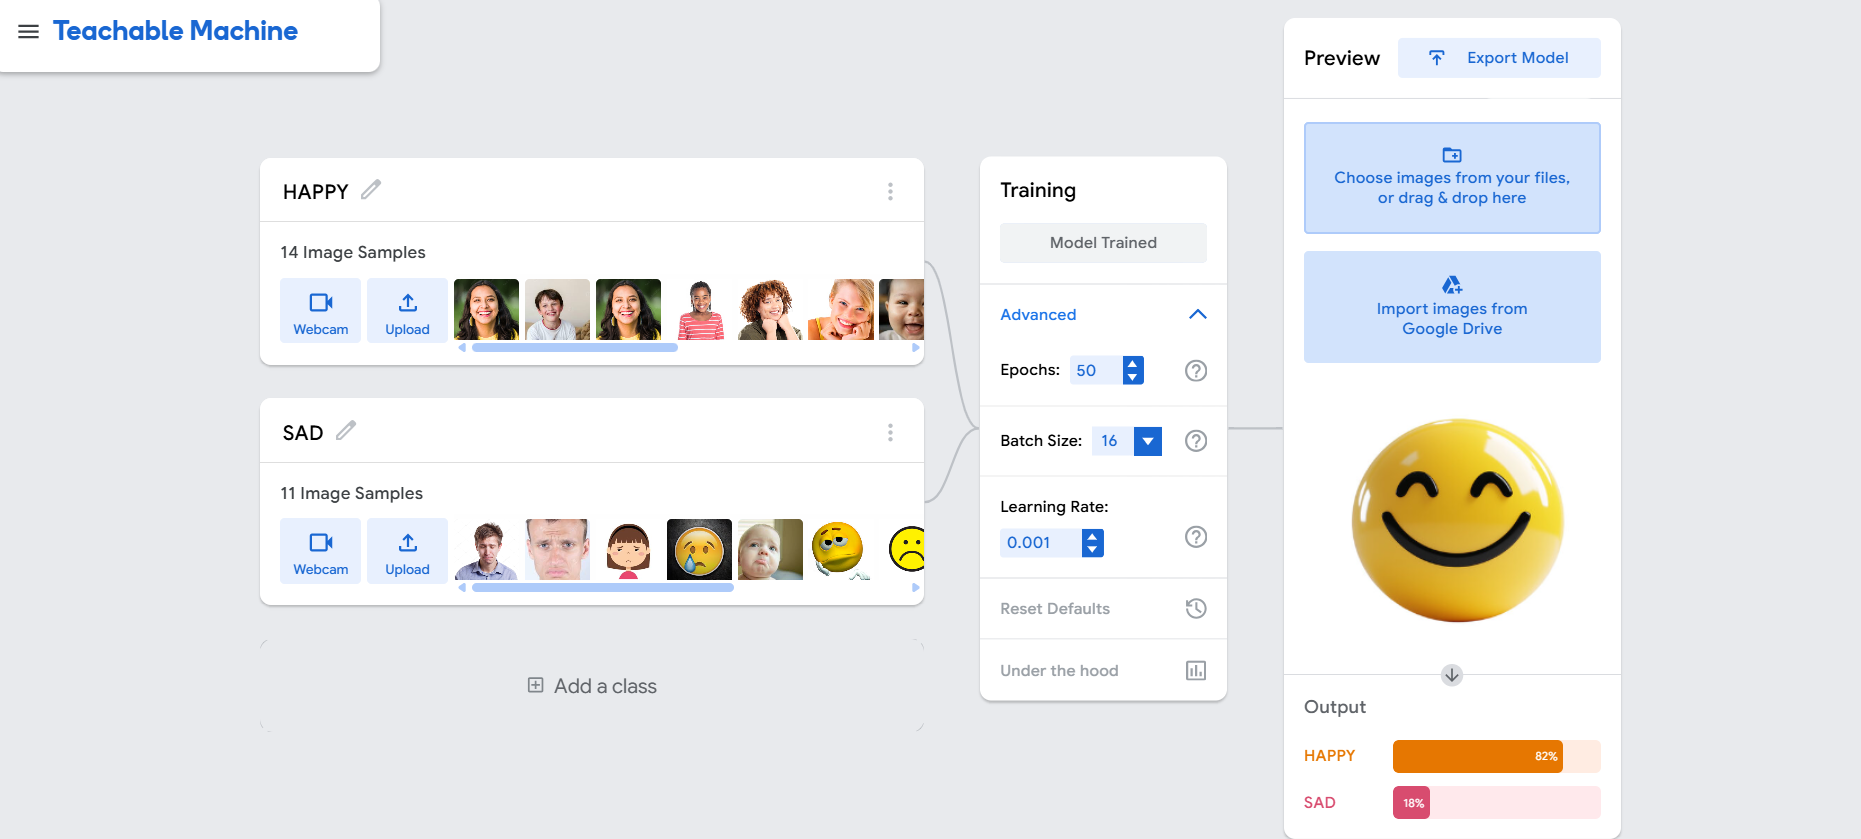 Teachable Machine
HAPPY
14 Image Samples
Webcam
Upload
SAD
11 Image Samples
Webcam
Upload
Add a class
Training
Model Trained
Advanced
Epochs: 50
Batch Size: 16
Learning Rate:
0.001
Reset Defaults
Under the hood
Preview
Export Model
Choose images from your files,
or drag & drop here
Import images from
Google Drive
Output
HAPPY 82%
SAD 18%